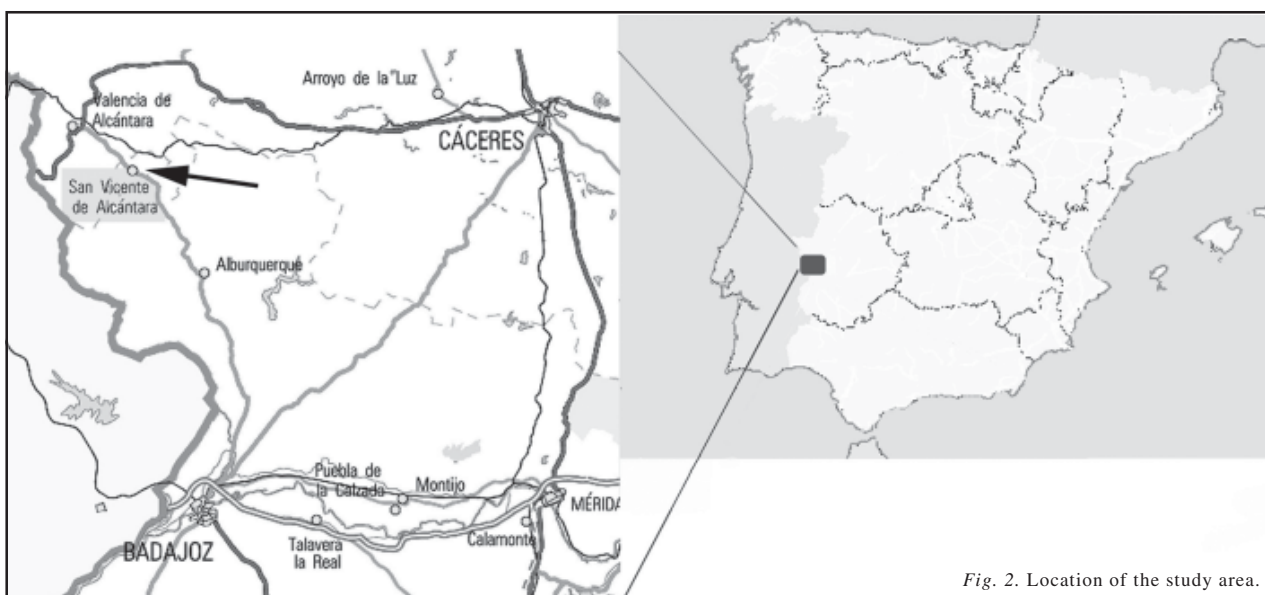 Arroyo de la Luz
Valencia de
Alcántara
CÁCERES
San Vicente
de Alcántara
Alburquerque
Puebla de
la Calzada
Montijo
MÉRIDA
Talavera
la Real
Calamonte
BADAJOZ
Fig. 2. Location of the study area.